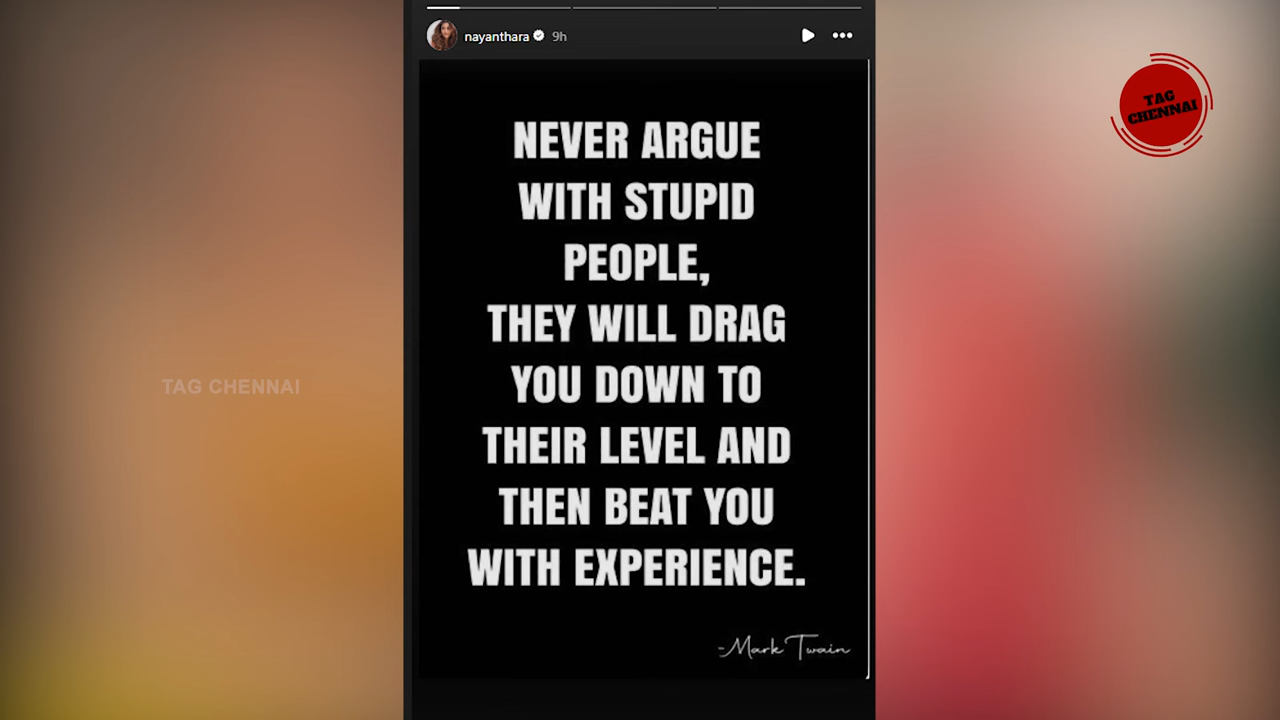 nayanthara 9h
TAG
CHENNAI
NEVER ARGUE
WITH STUPID
PEOPLE,
THEY WILL DRAG
YOU DOWN TO
THEIR LEVEL AND
THEN BEAT YOU
WITH EXPERIENCE.
-Mark Twain
TAG CHENNAI